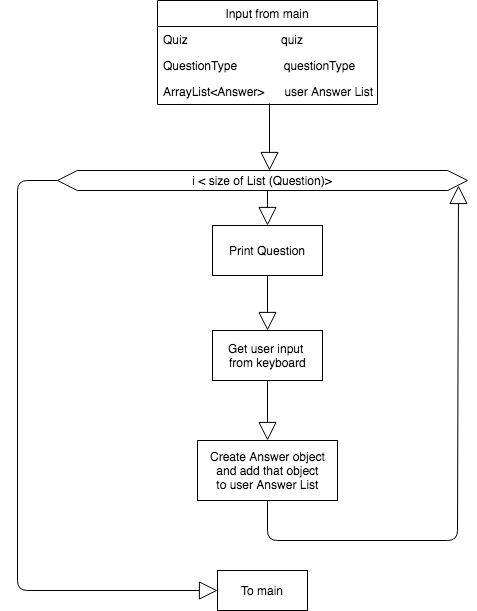 Input from main
Quiz quiz
QuestionType questionType
ArrayList<Answer> user Answer List
i < size of List (Question)>
Print Question
Get user input
from keyboard
Create Answer object
and add that object
to user Answer List
To main